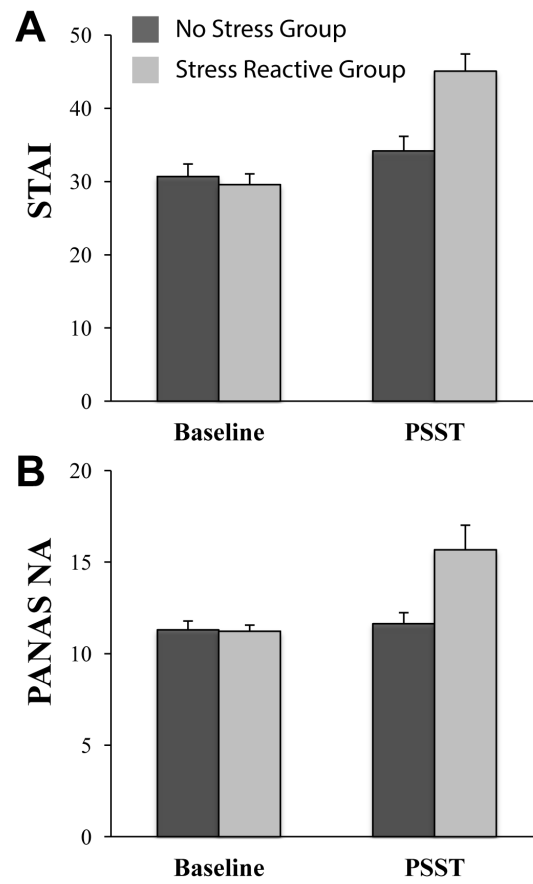 A
No Stress Group
Stress Reactive Group
STAI
50
40
30
20
10
0
Baseline PSST
B
PANAS NA
20
15
10
5
0
Baseline PSST